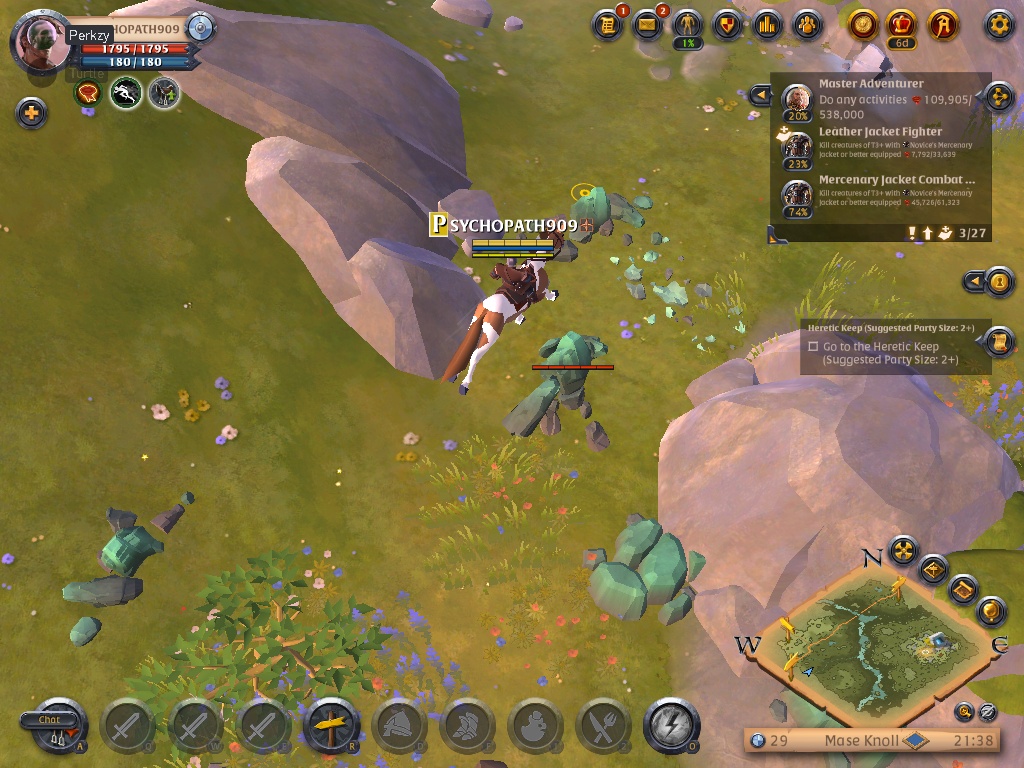 Perkzy
HOPATH909
1795 / 1795
180 / 180
Turtle
1
2
1%
6d
Master Adventurer
Do any activities 109,905/
538,000
20%
Leather Jacket Fighter
Kill creatures of T3+ with Novice's Mercenary
Jacket or better equipped 7,792/33,639
23%
Mercenary Jacket Combat ...
Kill creatures of T3+ with Novice's Mercenary
Jacket or better equipped 45,726/61,323
74%
3/27
P PSYCHOPATH909
Heretic Keep (Suggested Party Size: 2+)
Go to the Heretic Keep
(Suggested Party Size: 2+)
N
W
E
Chat
A
Q
W
E
R
D
F
2
O
29 Mase Knoll 21:38